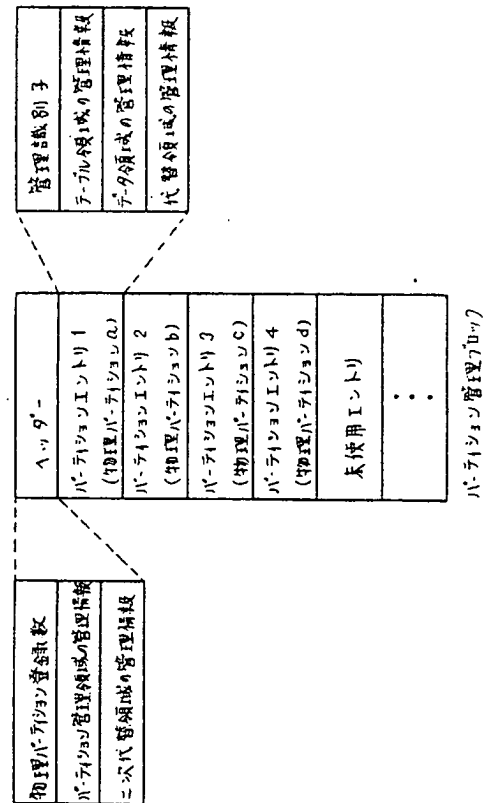 管理識別子
テーブル領域の管理情報
データ領域の管理情報
代替領域の管理情報
ヘッダー
パーティションエントリ1
(物理パーティションa)
パーティションエントリ2
(物理パーティションb)
パーティションエントリ3
(物理パーティションc)
パーティションエントリ4
(物理パーティションd)
未使用エントリ
・・・
パーティション管理ブロック
物理パーティション登録数
パーティション管理領域の管理情報
二次代替領域の管理情報